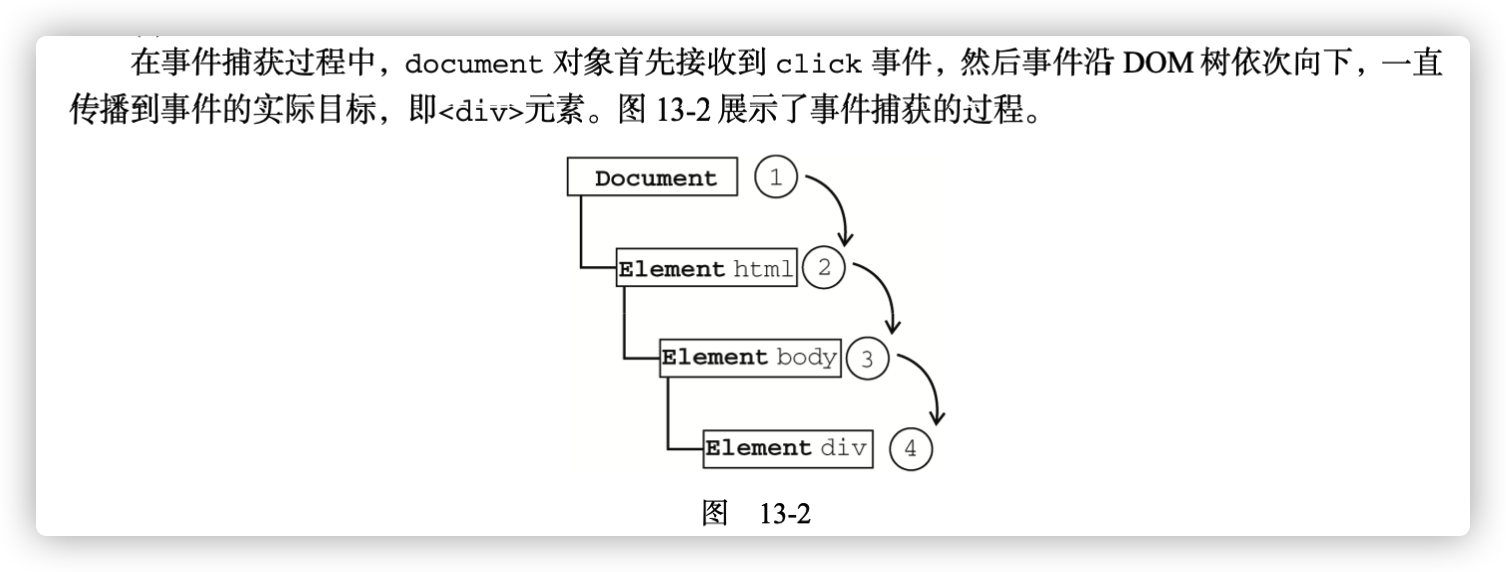 在事件捕获过程中，document 对象首先接收到 click 事件，然后事件沿 DOM 树依次向下，一直
传播到事件的实际目标，即<div>元素。图 13-2 展示了事件捕获的过程。
Document 1
Element html 2
Element body 3
Element div 4
图 13-2